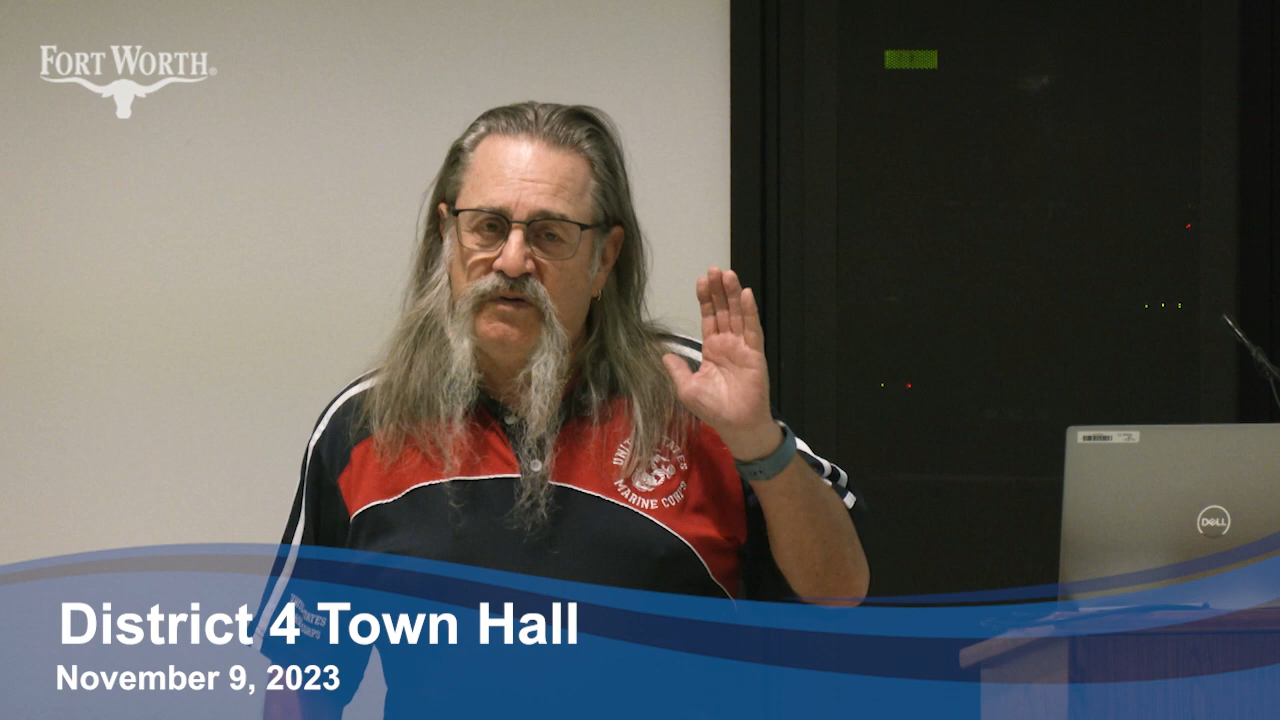 FORT WORTH®
UNITED STATES
MARINE CORPS
DELL
District 4 Town Hall
November 9, 2023